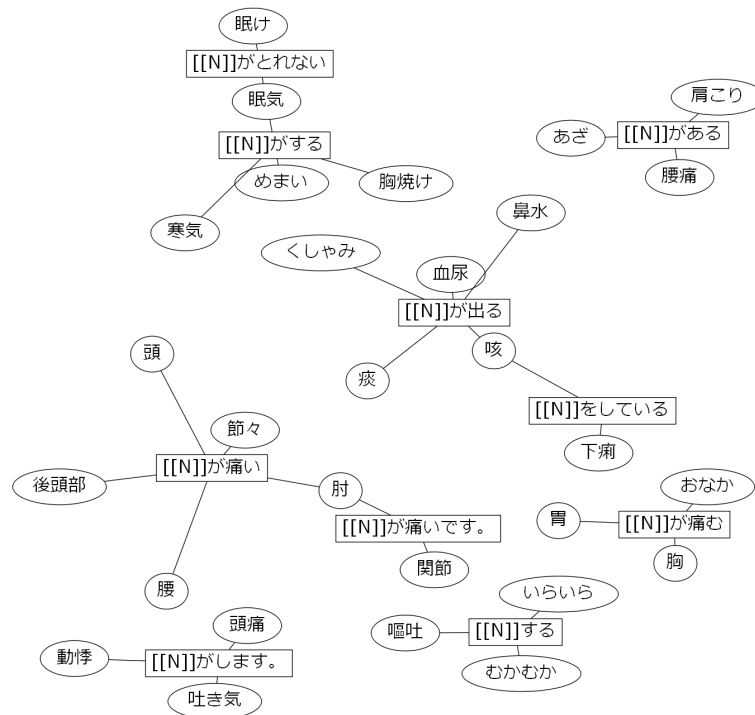 眠け
[[N]]がとれない
眠気
[[N]]がする
めまい
胸焼け
寒気
肩こり
あざ
[[N]]がある
腰痛
鼻水
くしゃみ
血尿
[[N]]が出る
咳
痰
[[N]]をしている
下痢
頭
節々
[[N]]が痛い
後頭部
肘
[[N]]が痛いです。
関節
腰
おなか
胃
[[N]]が痛む
胸
いらいら
嘔吐
[[N]]する
むかむか
頭痛
動悸
[[N]]がします。
吐き気